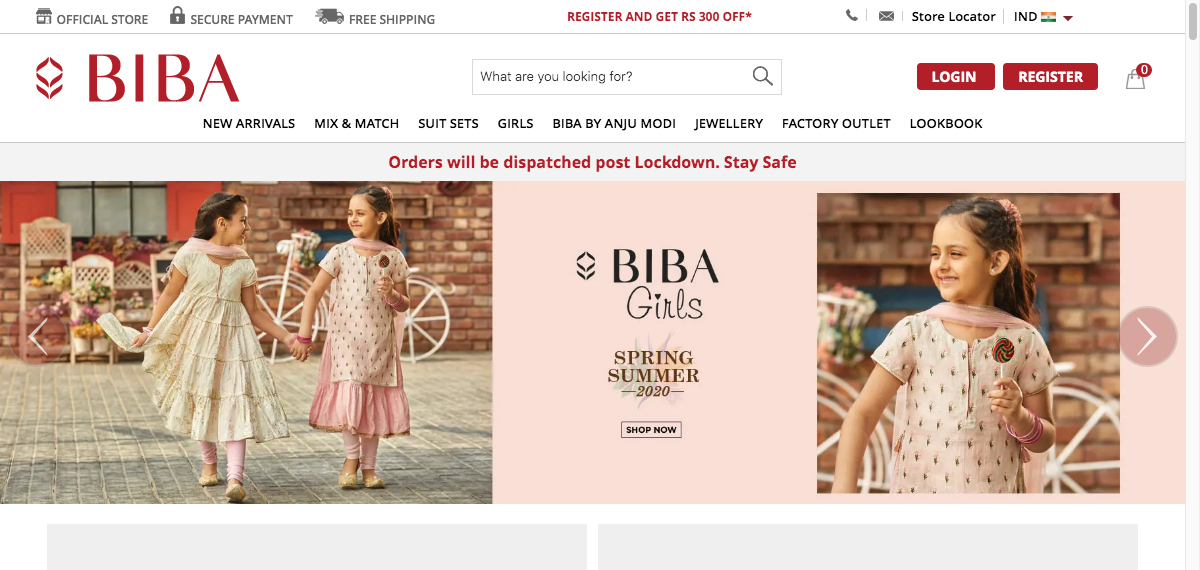 OFFICIAL STORE
SECURE PAYMENT
FREE SHIPPING
REGISTER AND GET RS 300 OFF*
Store Locator
IND
BIBA
What are you looking for?
LOGIN
REGISTER
0
NEW ARRIVALS
MIX & MATCH
SUIT SETS
GIRLS
BIBA BY ANJU MODI
JEWELLERY
FACTORY OUTLET
LOOKBOOK
Orders will be dispatched post Lockdown. Stay Safe
BIBA
Girls
SPRING
SUMMER
2020
SHOP NOW